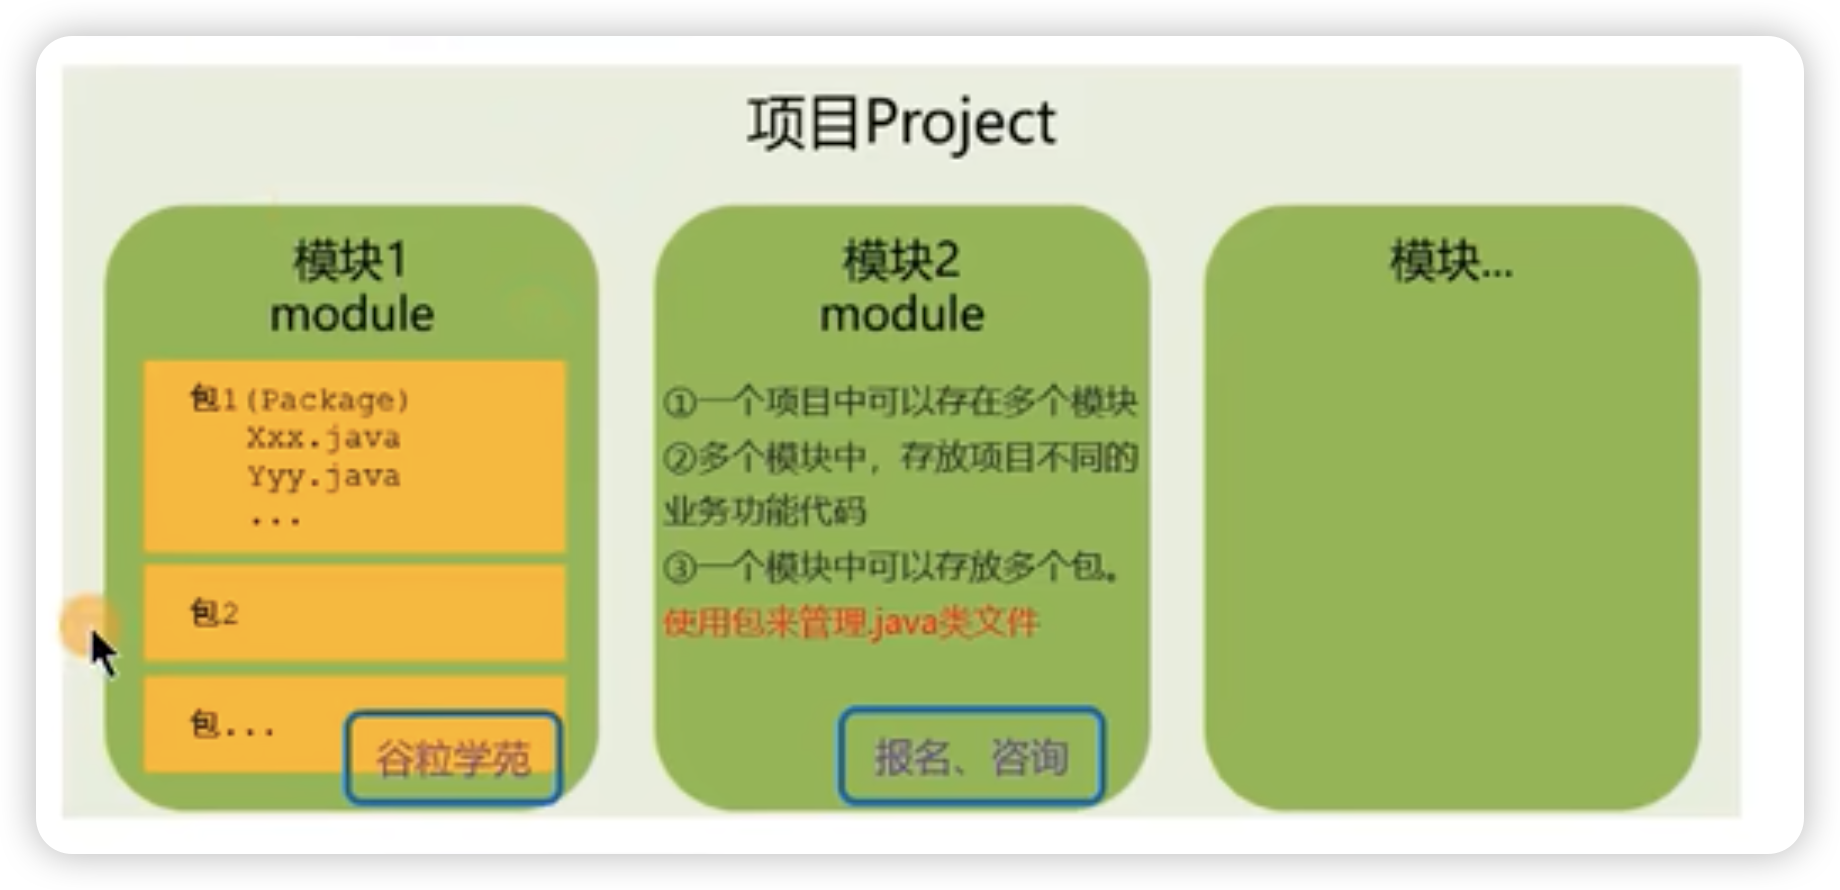 项目Project
模块1
module
包1(Package)
Xxx.java
Yyy.java
...
包2
包...
谷粒学苑
模块2
module
①一个项目中可以存在多个模块
②多个模块中，存放项目不同的
业务功能代码
③一个模块中可以存放多个包。
使用包来管理.java类文件
报名、咨询
模块...